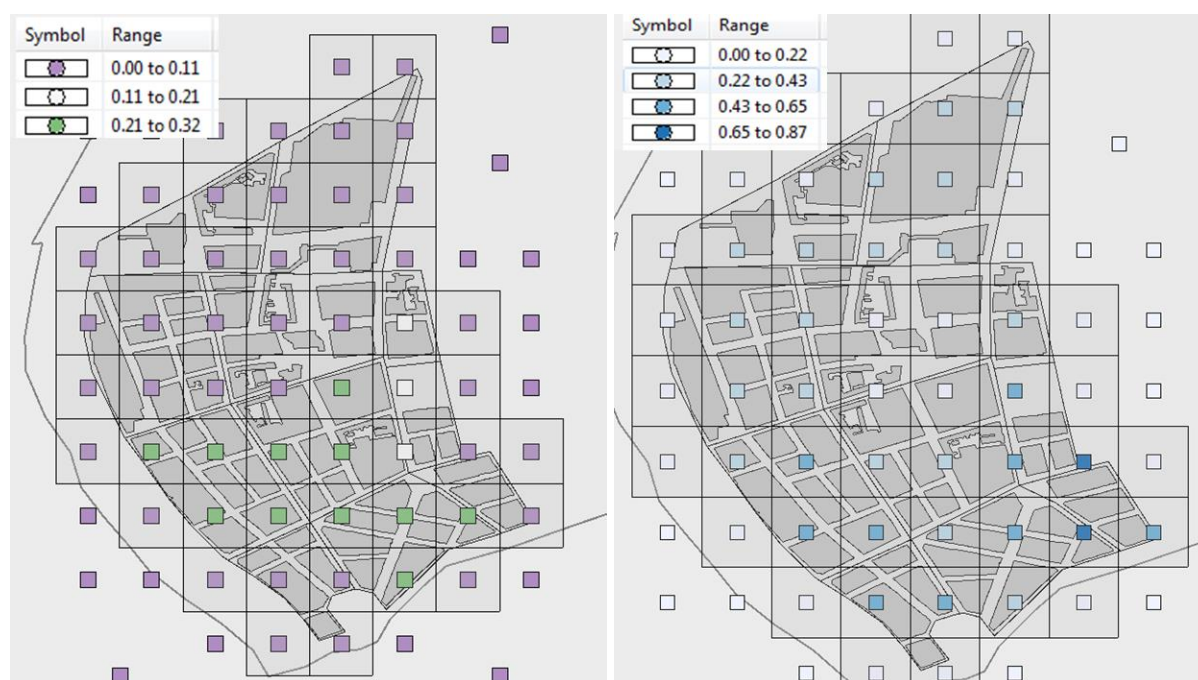 Symbol Range
0.00 to 0.11
0.11 to 0.21
0.21 to 0.32
Symbol Range
0.00 to 0.22
0.22 to 0.43
0.43 to 0.65
0.65 to 0.87